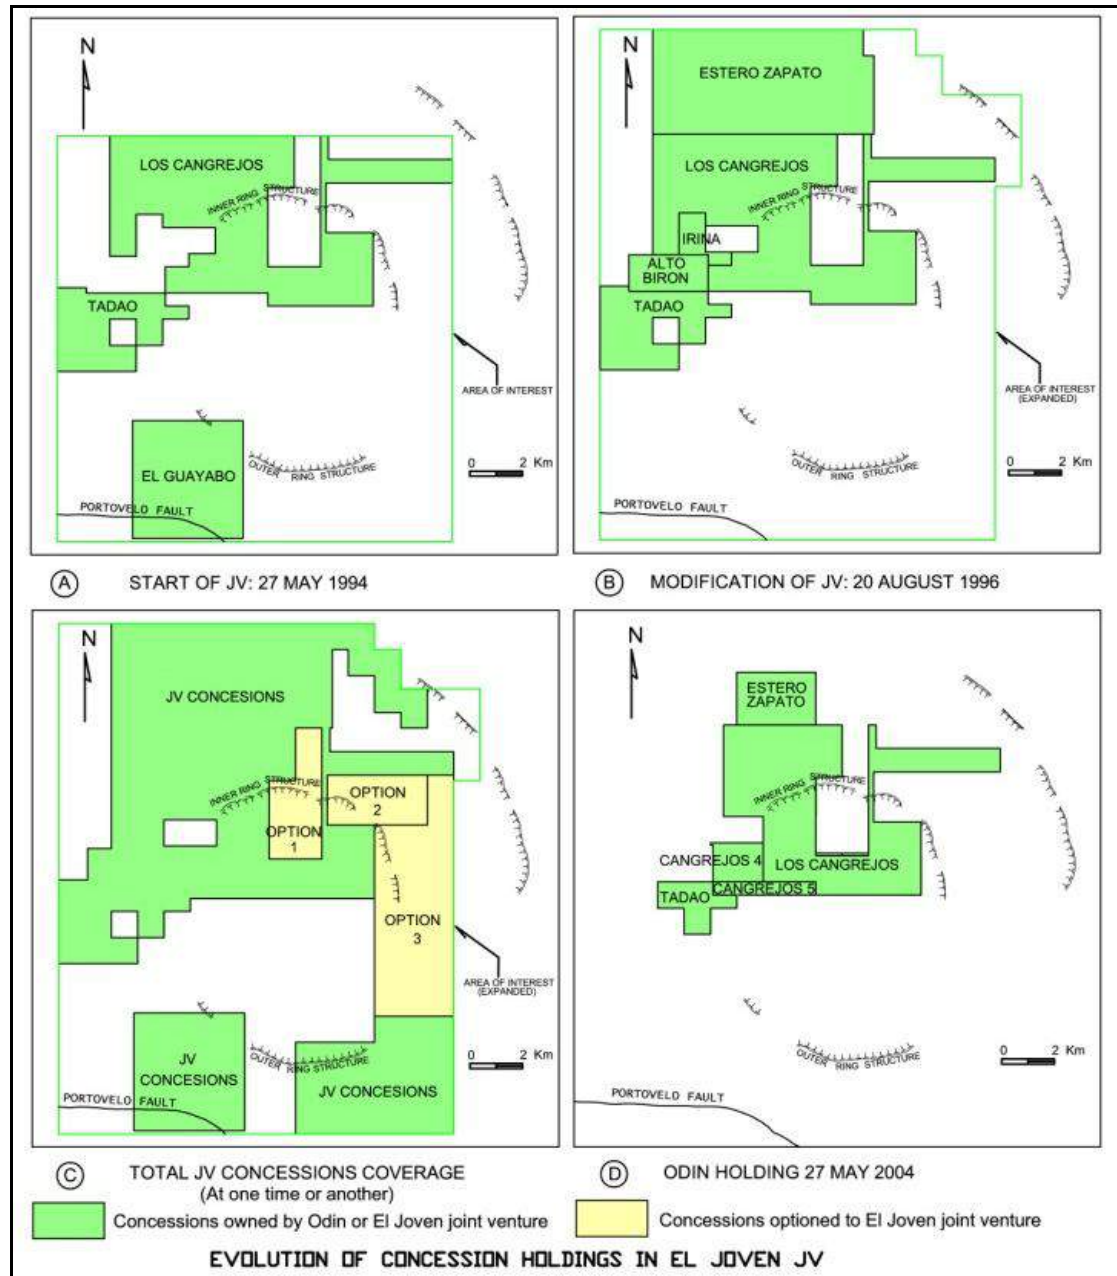 N
LOS CANGREJOS
INNER RING STRUCTURE
TADAO
AREA OF INTEREST
EL GUAYABO
OUTER RING STRUCTURE
0 2 Km
PORTOVELO FAULT
A START OF JV: 27 MAY 1994
N
ESTERO ZAPATO
LOS CANGREJOS
INNER RING STRUCTURE
IRINA
ALTO
BIRON
TADAO
AREA OF INTEREST
(EXPANDED)
OUTER RING STRUCTURE
0 2 Km
PORTOVELO FAULT
B MODIFICATION OF JV: 20 AUGUST 1996
N
JV CONCESIONS
INNER RING STRUCTURE
OPTION
2
OPTION
1
OPTION
3
AREA OF INTEREST
(EXPANDED)
OUTER RING STRUCTURE
0 2 Km
JV
CONCESIONS
JV CONCESIONS
PORTOVELO FAULT
C TOTAL JV CONCESSIONS COVERAGE
(At one time or another)
N
ESTERO
ZAPATO
INNER RING STRUCTURE
CANGREJOS 4
LOS CANGREJOS
CANGREJOS 5
TADAO
OUTER RING STRUCTURE
0 2 Km
PORTOVELO FAULT
D ODIN HOLDING 27 MAY 2004
Concessions owned by Odin or El Joven joint venture
Concessions optioned to El Joven joint venture
EVOLUTION OF CONCESSION HOLDINGS IN EL JOVEN JV